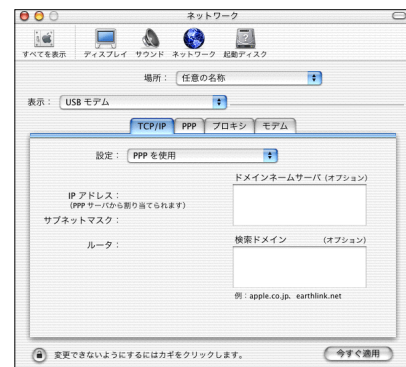 ネットワーク
すべてを表示 ディスプレイ サウンド ネットワーク 起動ディスク
場所： 任意の名称
表示： USB モデム
TCP/IP PPP プロキシ モデム
設定： PPP を使用
ドメインネームサーバ (オプション)
IP アドレス：
(PPP サーバから割り当てられます)
サブネットマスク：
ルータ：
検索ドメイン (オプション)
例：apple.co.jp、earthlink.net
変更できないようにするにはカギをクリックします。
今すぐ適用